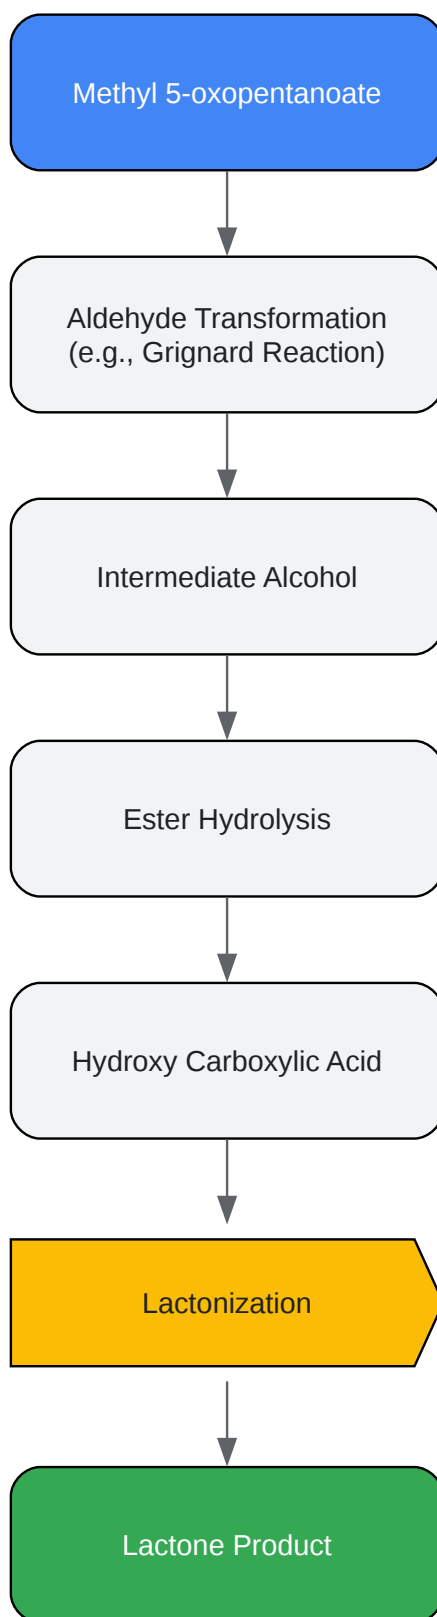 Methyl 5-oxopentanoate
Aldehyde Transformation
(e.g., Grignard Reaction)
Intermediate Alcohol
Ester Hydrolysis
Hydroxy Carboxylic Acid
Lactonization
Lactone Product